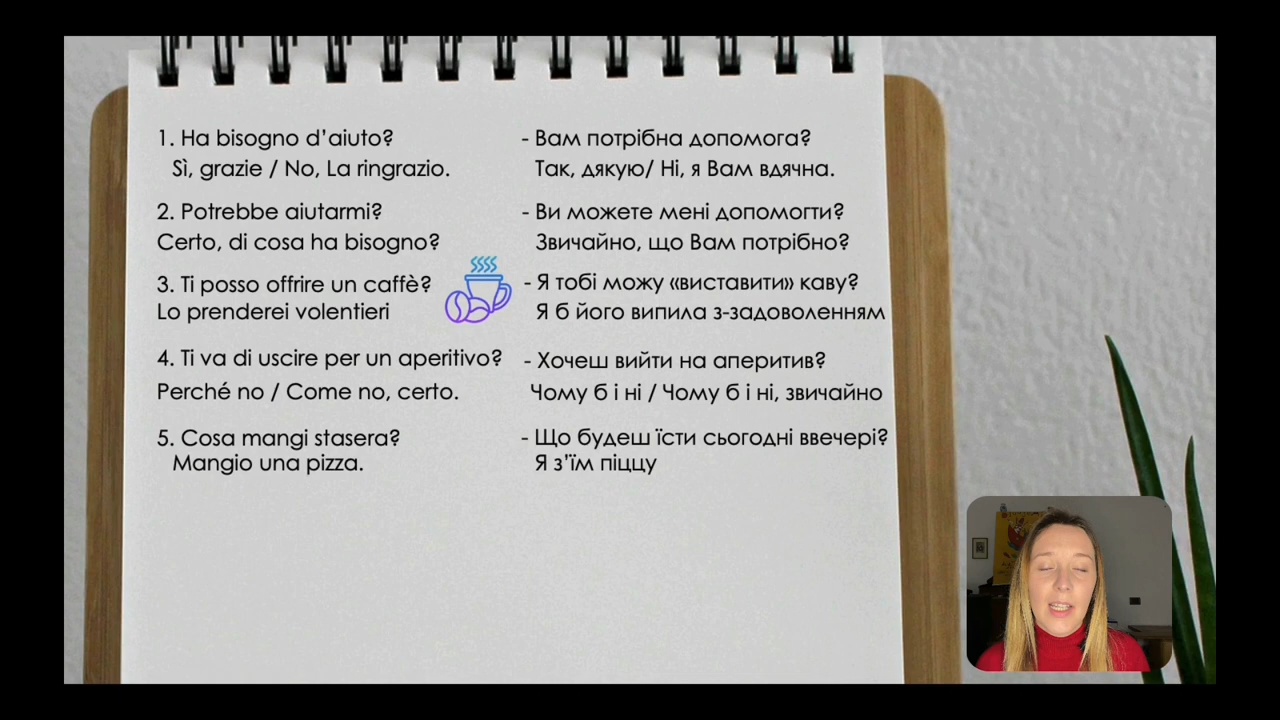 1. Ha bisogno d'aiuto?
Sì, grazie / No, La ringrazio.
2. Potrebbe aiutarmi?
Certo, di cosa ha bisogno?
3. Ti posso offrire un caffè?
Lo prenderei volentieri
4. Ti va di uscire per un aperitivo?
Perché no / Come no, certo.
5. Cosa mangi stasera?
Mangio una pizza.
- Вам потрібна допомога?
Так, дякую/ Ні, я Вам вдячна.
- Ви можете мені допомогти?
Звичайно, що Вам потрібно?
- Я тобі можу «виставити» каву?
Я б його випила з-задоволенням
- Хочеш вийти на аперитив?
Чому б і ні / Чому б і ні, звичайно
- Що будеш їсти сьогодні ввечері?
Я з'їм піццу